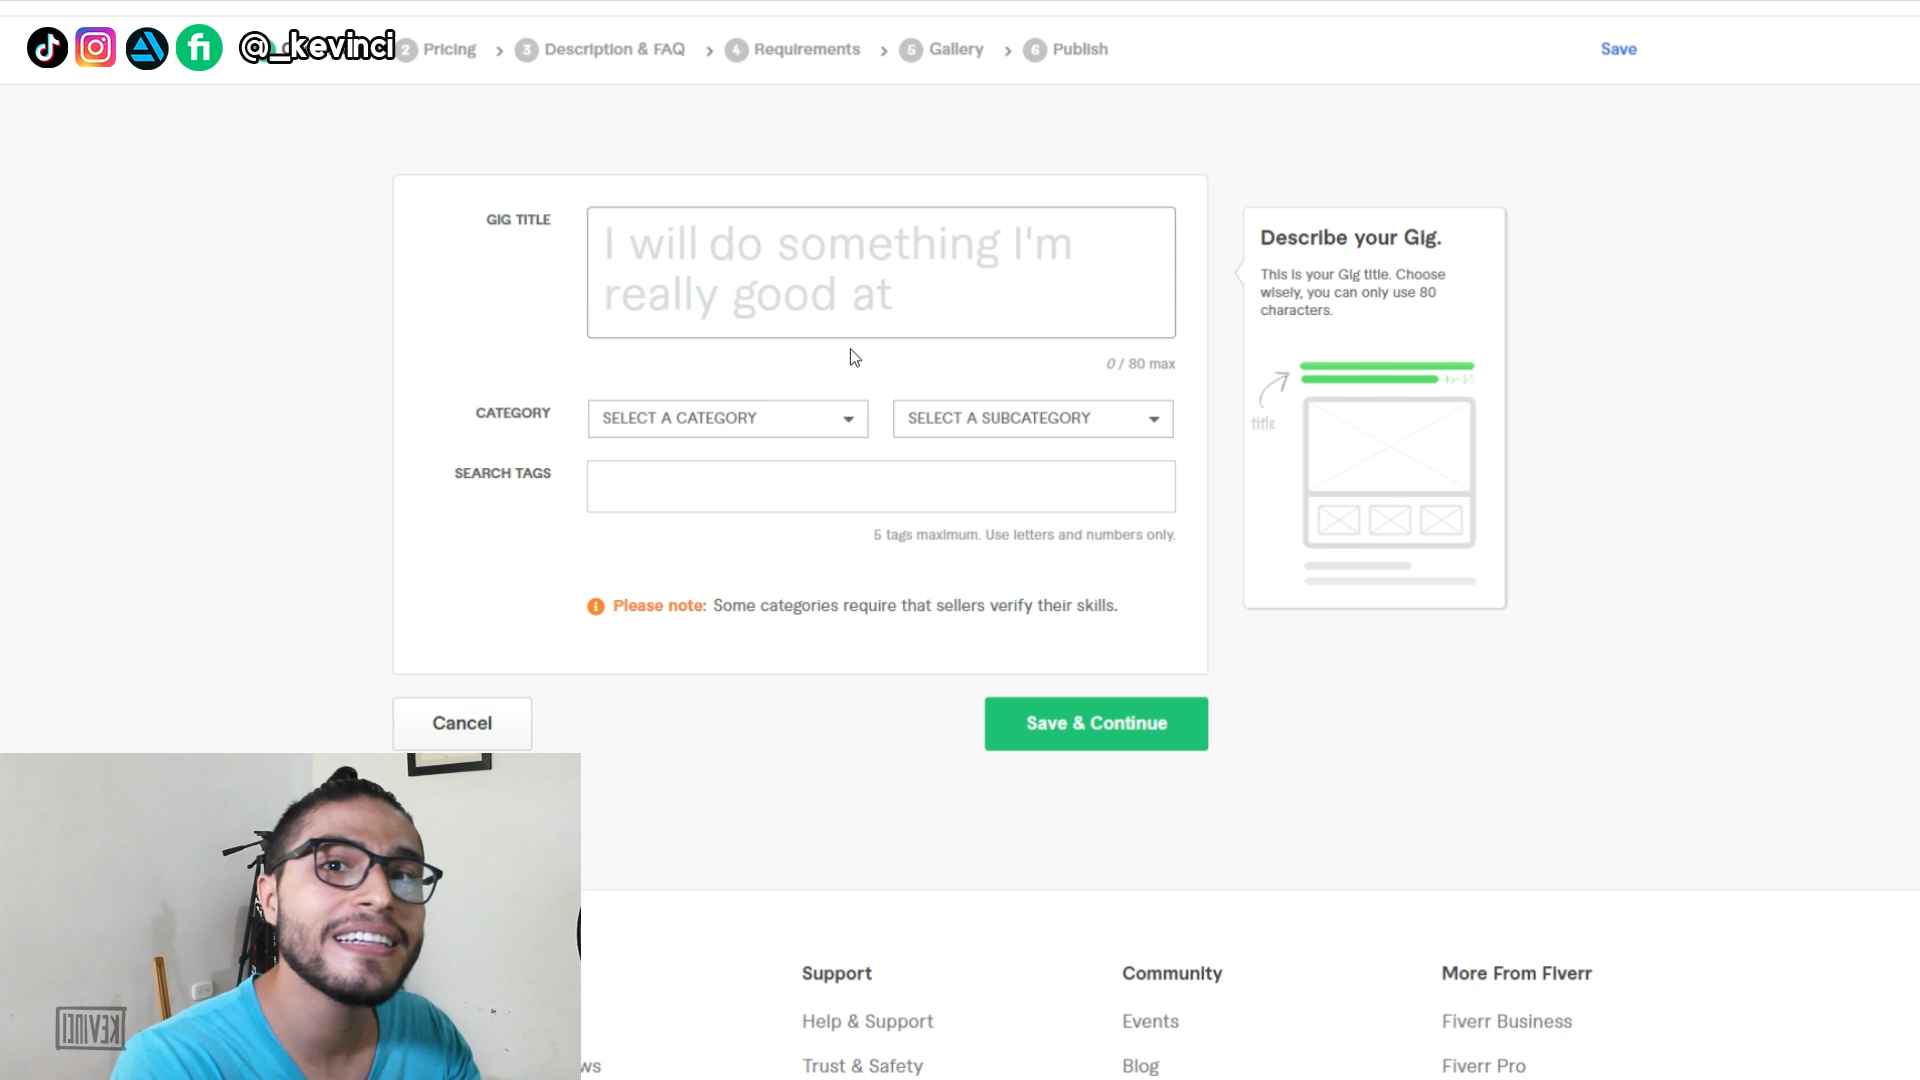 @_kevinci
2 Pricing > 3 Description & FAQ > 4 Requirements > 5 Gallery > 6 Publish
Save
GIG TITLE
I will do something I'm
really good at
0 / 80 max
CATEGORY
SELECT A CATEGORY
SELECT A SUBCATEGORY
SEARCH TAGS
5 tags maximum. Use letters and numbers only.
Please note: Some categories require that sellers verify their skills.
Cancel
Save & Continue
Describe your Gig.
This is your Gig title. Choose
wisely, you can only use 80
characters.
title
KEVINCI
Support
Community
More From Fiverr
Help & Support
Events
Fiverr Business
ws
Trust & Safety
Blog
Fiverr Pro